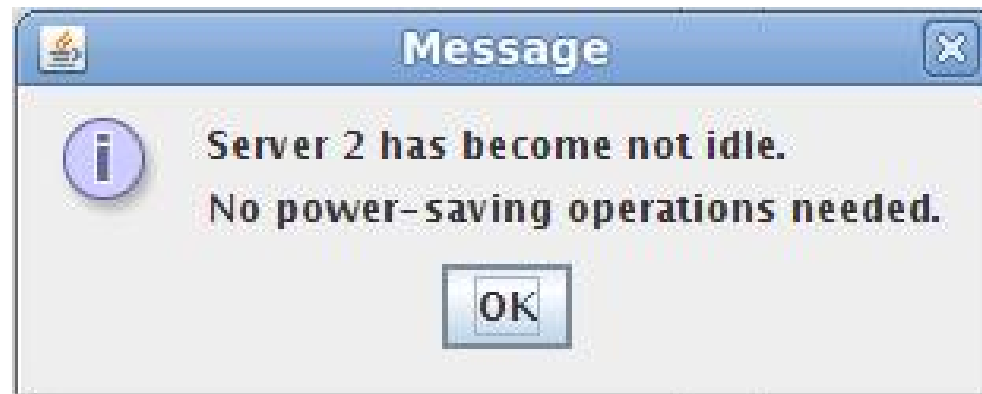 Message
Server 2 has become not idle.
No power-saving operations needed.
OK